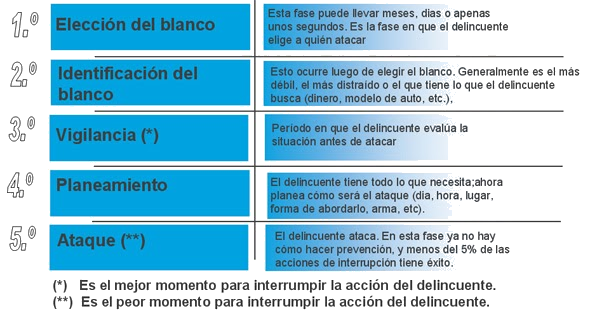 1.º
Elección del blanco
Esta fase puede llevar meses, dias o apenas
unos segundos. Es la fase en que el delincuente
elige a quién atacar
2.º
Identificación del
blanco
Esto ocurre luego de elegir el blanco. Generalmente es el más
débil, el más distraído o el que tiene lo que el delincuente
busca (dinero, modelo de auto, etc.),
3.º
Vigilancia (*)
Período en que el delincuente evalúa la
situación antes de atacar
4.º
Planeamiento
El delincuente tiene todo lo que necesita;ahora
planea cómo será el ataque (dia, hora, lugar,
forma de abordarlo, arma, etc).
5.º
Ataque (**)
El delincuente ataca. En esta fase ya no hay
cómo hacer prevención, y menos del 5% de las
acciones de interrupción tiene éxito.
(*) Es el mejor momento para interrumpir la acción del delincuente.
(**) Es el peor momento para interrumpir la acción del delincuente.